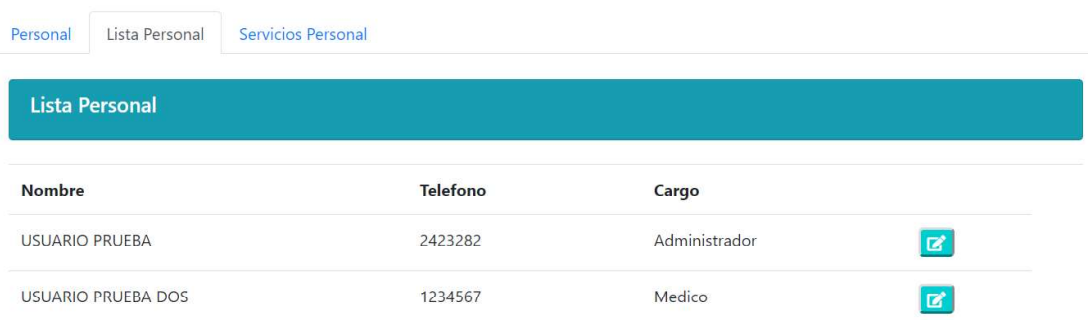 Personal Lista Personal Servicios Personal
Lista Personal
Nombre Telefono Cargo
USUARIO PRUEBA 2423282 Administrador
USUARIO PRUEBA DOS 1234567 Medico